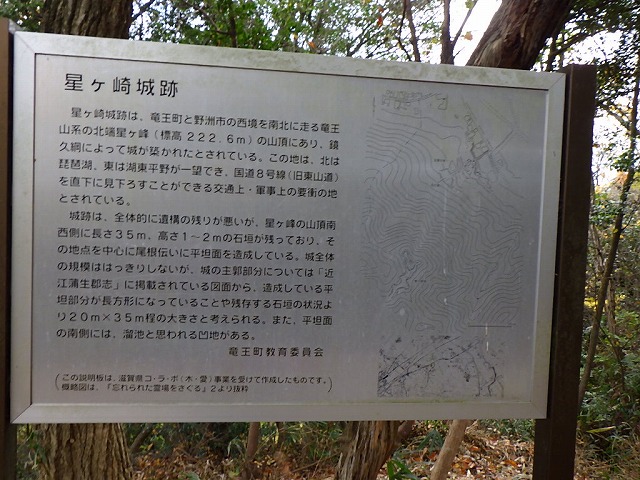 星ヶ崎城跡
星ヶ崎城跡は、竜王町と野洲市の西境を南北に走る竜王
山系の北端星ヶ峰（標高２２２．６ｍ）の山頂にあり、鏡
久綱によって城が築かれたとされている。この地は、北は
琵琶湖、東は湖東平野が一望でき、国道８号線（旧東山道）
を直下に見下ろすことができる交通上・軍事上の要衝の地
とされている。
城跡は、全体的に遺構の残りが悪いが、星ヶ峰の山頂南
西側に長さ３５ｍ、高さ１～２ｍの石垣が残っており、そ
の地点を中心に尾根伝いに平坦面を造成している。城全体
の規模ははっきりしないが、城の主郭部分については「近
江蒲生郡志」に掲載されている図面から、造成している平
坦部分が長方形になっていることや残存する石垣の状況よ
り２０ｍ×３５ｍ程の大きさと考えられる。また、平坦面
の南側には、溜池と思われる凹地がある。
竜王町教育委員会
（この説明板は、滋賀県コ・ラ・ボ（木・愛）事業を受けて作成したものです。
概略図は、「忘れられた霊場をさぐる」２より抜粋）